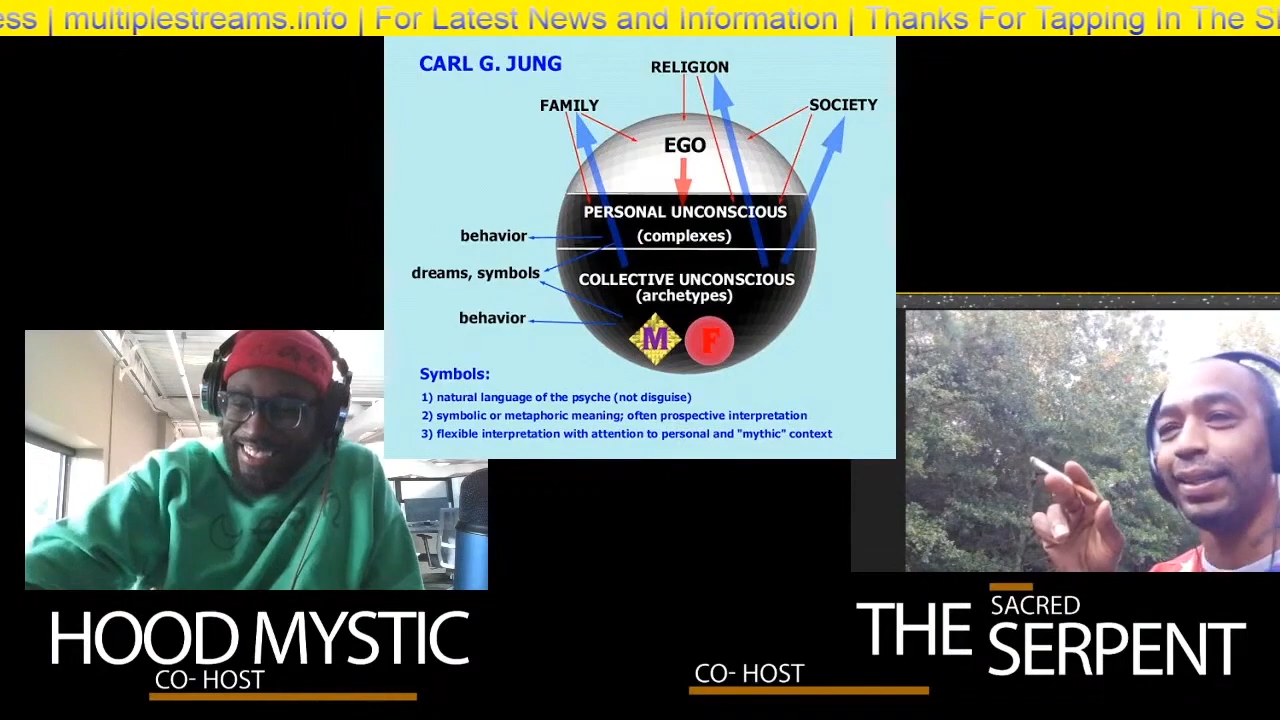 ess | multiplestreams.info | For Latest News and Information | Thanks For Tapping In The S
CARL G. JUNG
RELIGION
FAMILY
SOCIETY
EGO
PERSONAL UNCONSCIOUS
(complexes)
behavior
dreams, symbols
COLLECTIVE UNCONSCIOUS
(archetypes)
behavior
M F
Symbols:
1) natural language of the psyche (not disguise)
2) symbolic or metaphoric meaning; often prospective interpretation
3) flexible interpretation with attention to personal and "mythic" context
HOOD MYSTIC
CO- HOST
THE SACRED SERPENT
CO- HOST